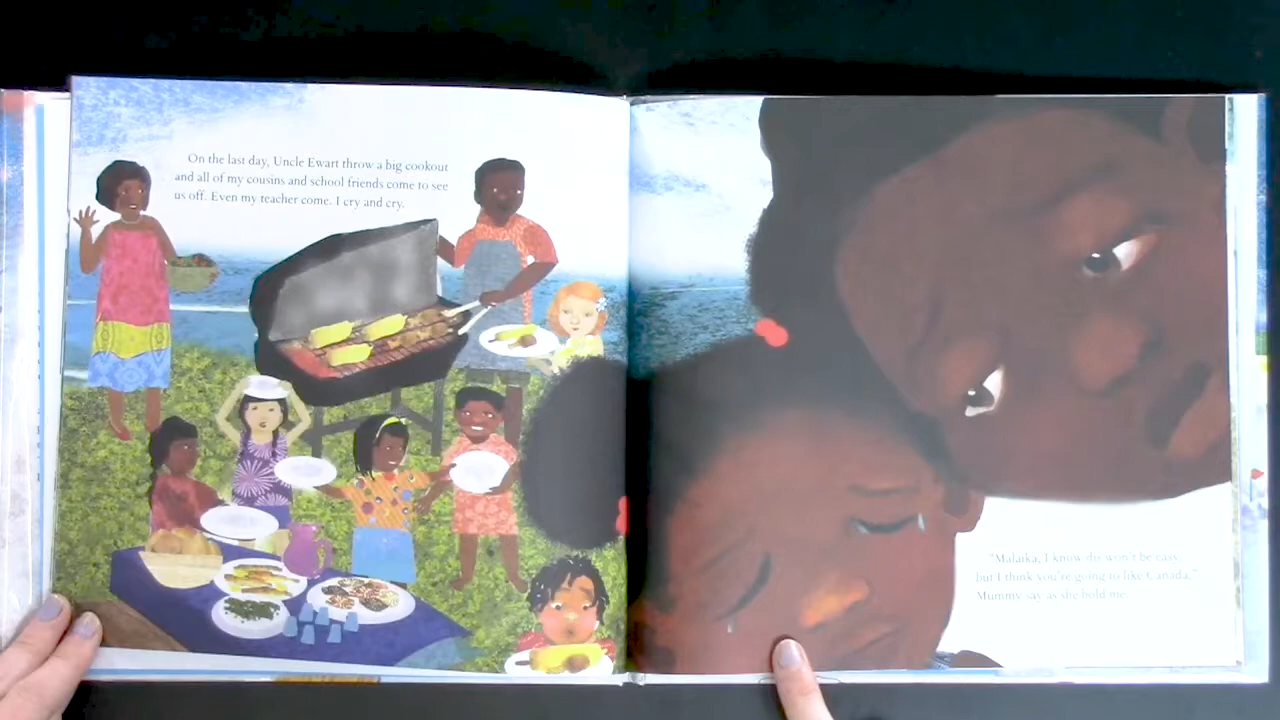 On the last day, Uncle Ewart throw a big cookout
and all of my cousins and school friends come to see
us off. Even my teacher come. I cry and cry.
"Malaika, I know dis won't be easy,
but I think you're going to like Canada,"
Mummy say as she hold me.